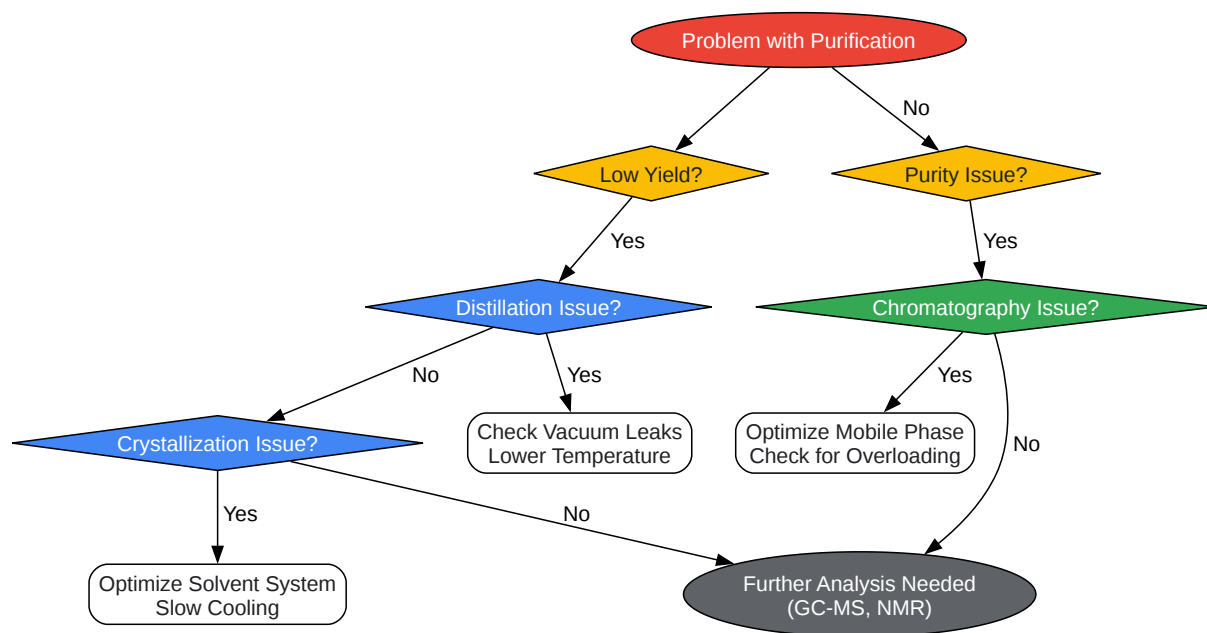 Problem with Purification
No
Low Yield?
Purity Issue?
Yes
Yes
Distillation Issue?
Chromatography Issue?
No
Yes
Yes
No
Crystallization Issue?
Check Vacuum Leaks
Lower Temperature
Optimize Mobile Phase
Check for Overloading
Yes
No
Optimize Solvent System
Slow Cooling
Further Analysis Needed
(GC-MS, NMR)